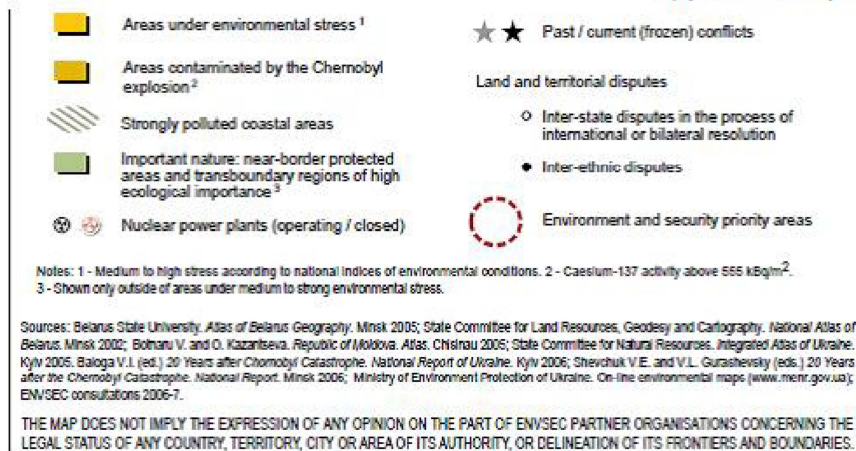 Areas under environmental stress 1
Areas contaminated by the Chernobyl
explosion 2
Strongly polluted coastal areas
Important nature: near-border protected
areas and transboundary regions of high
ecological importance 3
Nuclear power plants (operating / closed)
Past / current (frozen) conflicts
Land and territorial disputes
Inter-state disputes in the process of
international or bilateral resolution
Inter-ethnic disputes
Environment and security priority areas
Notes: 1 - Medium to high stress according to national indices of environmental conditions. 2 - Caesium-137 activity above 555 kBq/m2.
3 - Shown only outside of areas under medium to strong environmental stress.
Sources: Belarus State University. Atlas of Belarus Geography. Minsk 2005; State Committee for Land Resources, Geodesy and Cartography. National Atlas of
Belarus. Minsk 2002; Botnaru V. and O. Kazantseva. Republic of Moldova. Atlas. Chisinau 2005; State Committee for Natural Resources. Integrated Atlas of Ukraine.
Kyiv 2005. Baloga V.I. (ed.) 20 Years after Chornobyl Catastrophe. National Report of Ukraine. Kyiv 2006; Shevchuk V.E. and V.L. Gurashevsky (eds.) 20 Years
after the Chernobyl Catastrophe. National Report. Minsk 2006; Ministry of Environment Protection of Ukraine. On-line environmental maps (www.menr.gov.ua);
ENVSEC consultations 2006-7.
THE MAP DOES NOT IMPLY THE EXPRESSION OF ANY OPINION ON THE PART OF ENVSEC PARTNER ORGANISATIONS CONCERNING THE
LEGAL STATUS OF ANY COUNTRY, TERRITORY, CITY OR AREA OF ITS AUTHORITY, OR DELINEATION OF ITS FRONTIERS AND BOUNDARIES.